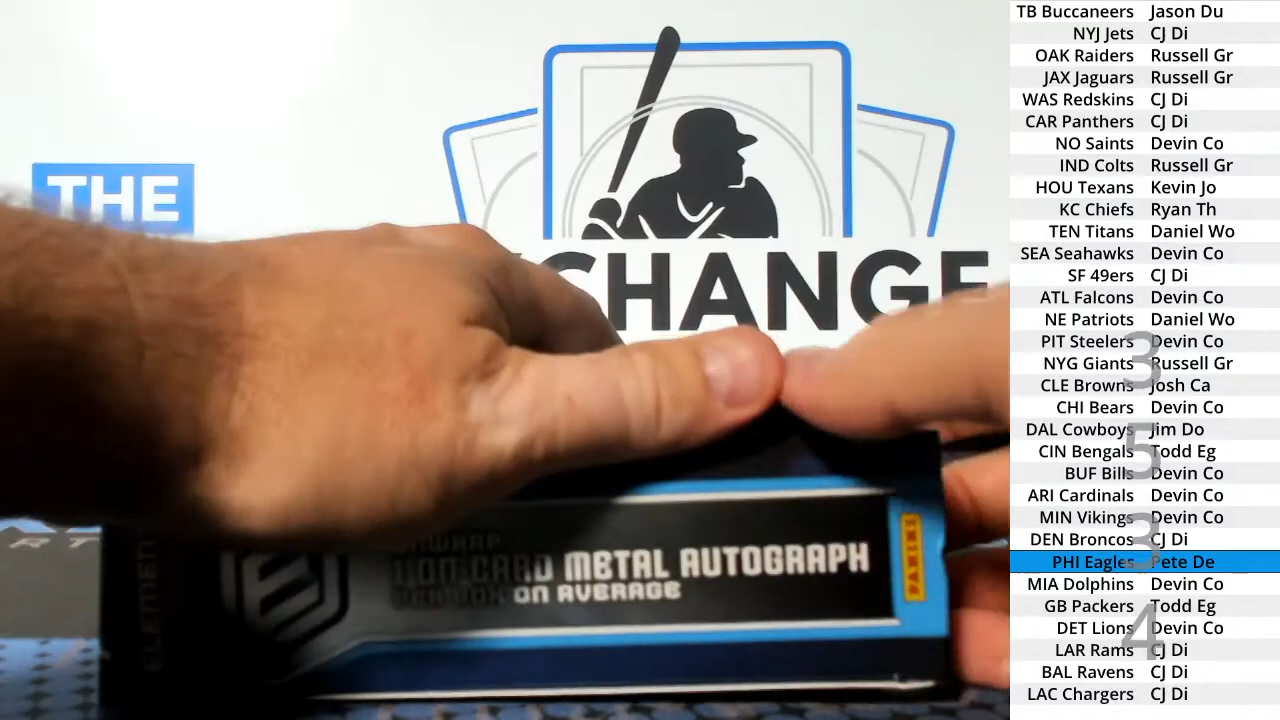 THE
CHANGE
ELEMENT
ON-CARD METAL AUTOGRAPH
ON AVERAGE
PANINI
TB Buccaneers Jason Du
NYJ Jets CJ Di
OAK Raiders Russell Gr
JAX Jaguars Russell Gr
WAS Redskins CJ Di
CAR Panthers CJ Di
NO Saints Devin Co
IND Colts Russell Gr
HOU Texans Kevin Jo
KC Chiefs Ryan Th
TEN Titans Daniel Wo
SEA Seahawks Devin Co
SF 49ers CJ Di
ATL Falcons Devin Co
NE Patriots Daniel Wo
PIT Steelers Devin Co
NYG Giants Russell Gr
CLE Browns Josh Ca
CHI Bears Devin Co
DAL Cowboys Jim Do
CIN Bengals Todd Eg
BUF Bills Devin Co
ARI Cardinals Devin Co
MIN Vikings Devin Co
DEN Broncos CJ Di
PHI Eagles Pete De
MIA Dolphins Devin Co
GB Packers Todd Eg
DET Lions Devin Co
LAR Rams CJ Di
BAL Ravens CJ Di
LAC Chargers CJ Di
3
5
3
4